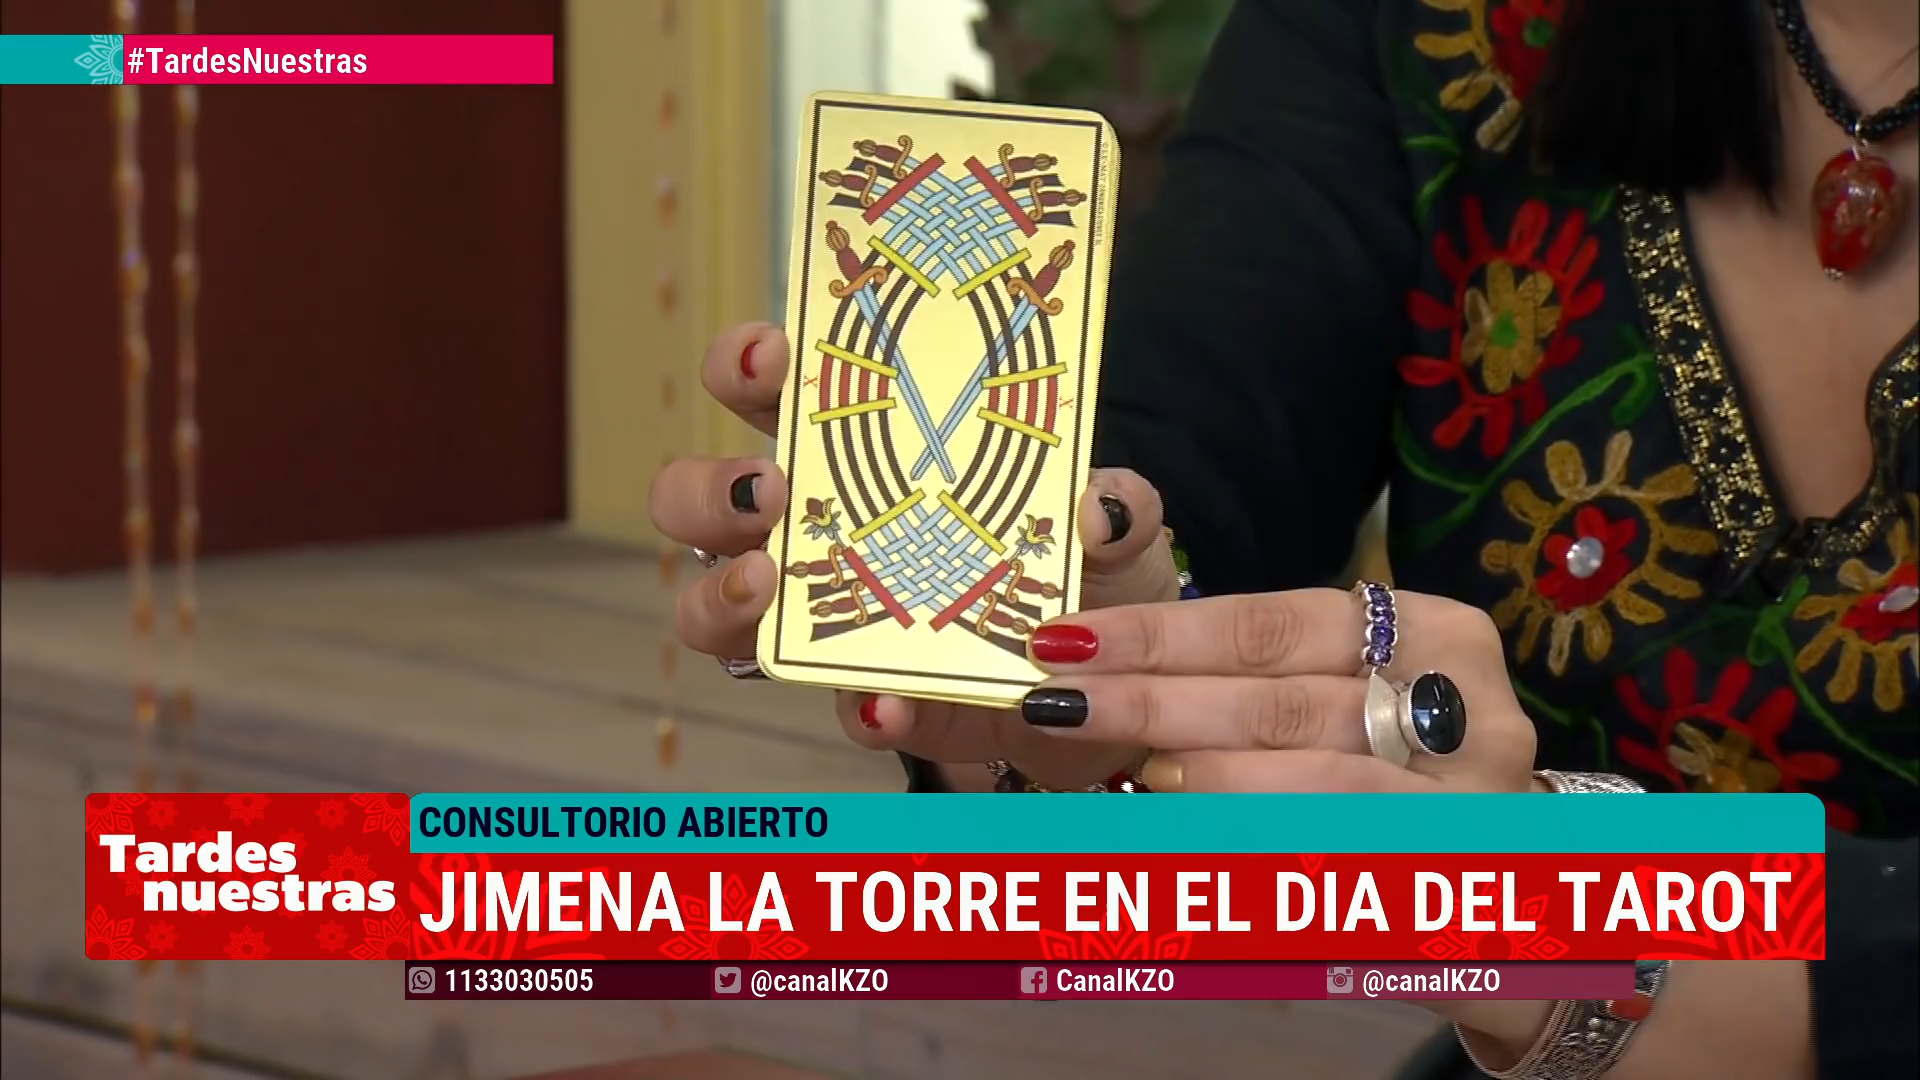 #TardesNuestras
X
X
Tardes
nuestras
CONSULTORIO ABIERTO
JIMENA LA TORRE EN EL DIA DEL TAROT
1133030505
@canalKZO
CanalKZO
@canalKZO